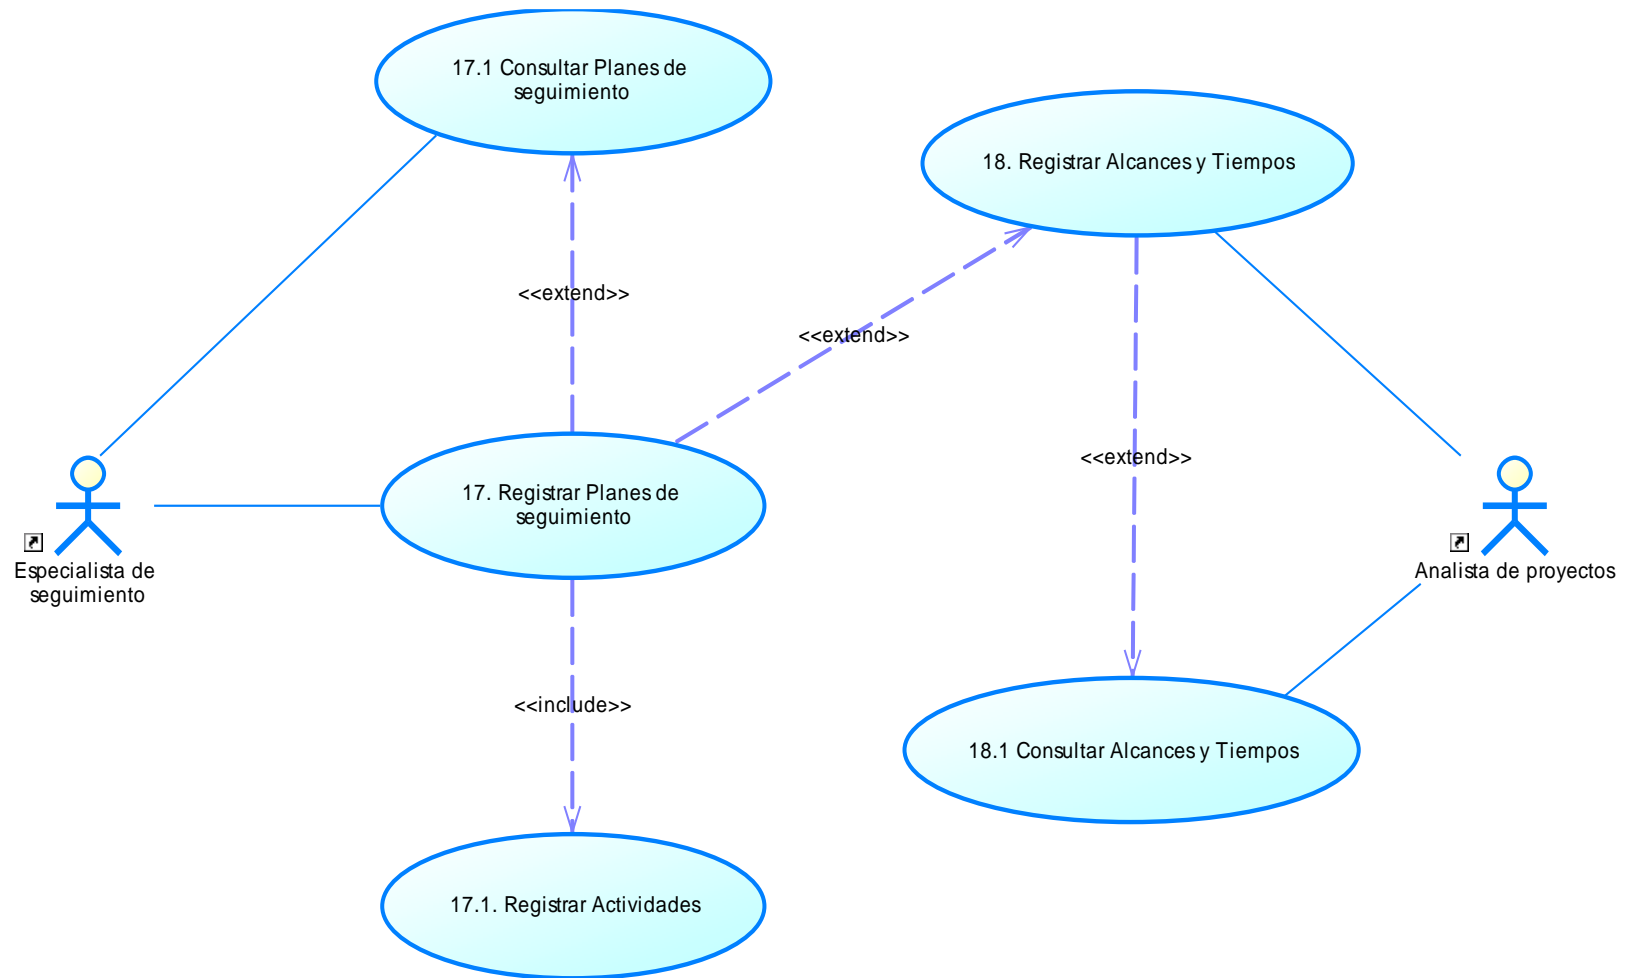 17.1 Consultar Planes de
seguimiento
18. Registrar Alcances y Tiempos
<<extend>>
<<extend>>
<<extend>>
17. Registrar Planes de
seguimiento
Especialista de
seguimiento
Analista de proyectos
<<include>>
18.1 Consultar Alcances y Tiempos
17.1. Registrar Actividades